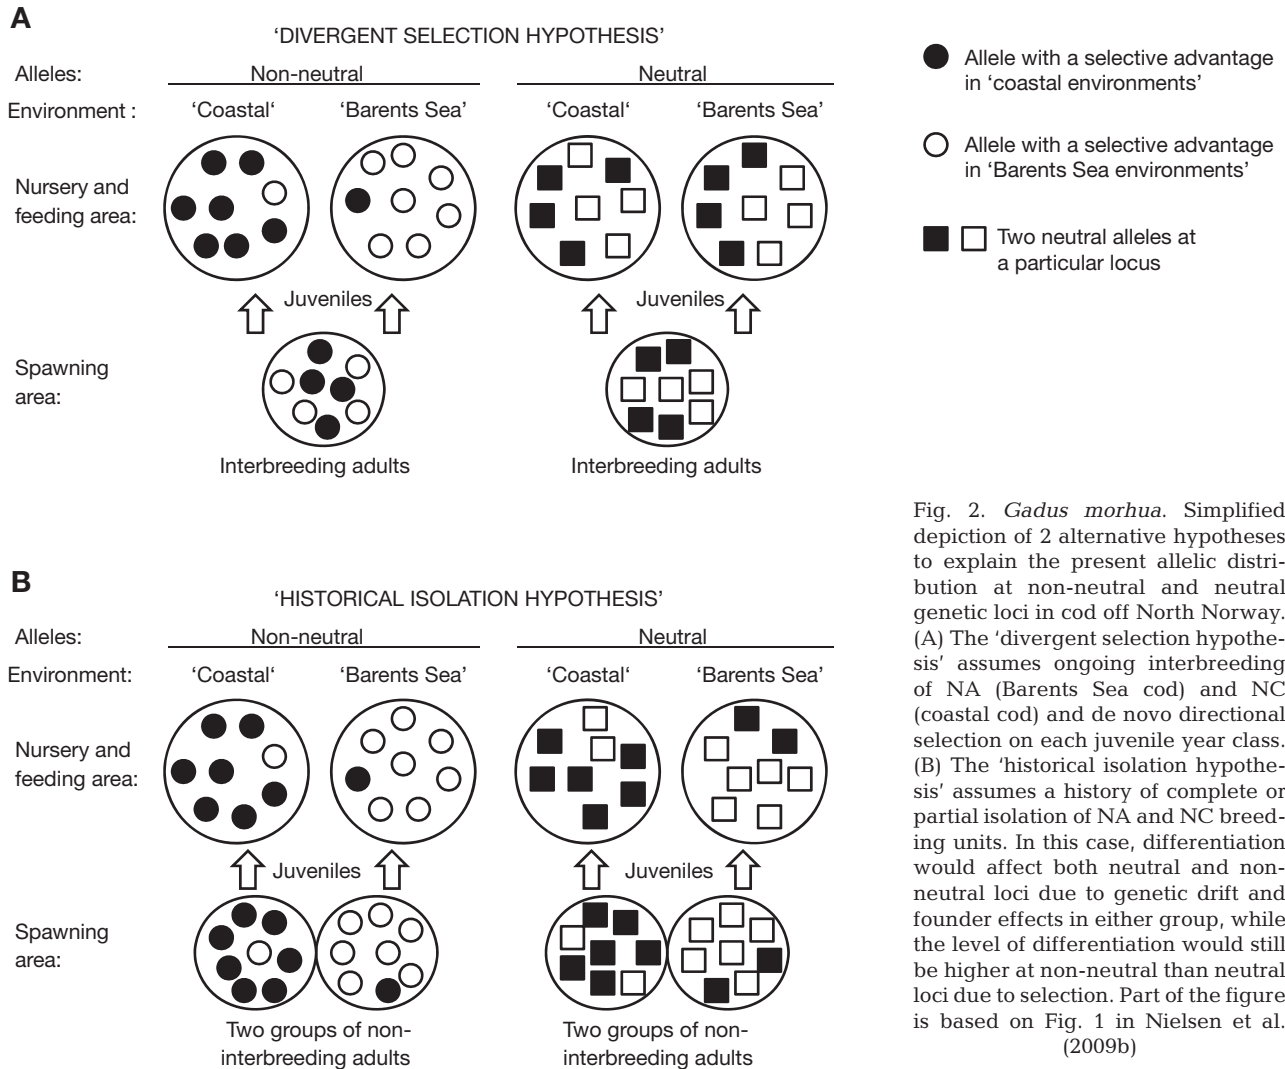 A
'DIVERGENT SELECTION HYPOTHESIS'
Alleles:
Non-neutral
Neutral
Environment :
'Coastal'
'Barents Sea'
'Coastal'
'Barents Sea'
Nursery and
feeding area:
Juveniles
Juveniles
Spawning
area:
Interbreeding adults
Interbreeding adults
Allele with a selective advantage
in 'coastal environments'
Allele with a selective advantage
in 'Barents Sea environments'
Two neutral alleles at
a particular locus
B
'HISTORICAL ISOLATION HYPOTHESIS'
Alleles:
Non-neutral
Neutral
Environment:
'Coastal'
'Barents Sea'
'Coastal'
'Barents Sea'
Nursery and
feeding area:
Juveniles
Juveniles
Spawning
area:
Two groups of non-
interbreeding adults
Two groups of non-
interbreeding adults
Fig. 2. Gadus morhua. Simplified
depiction of 2 alternative hypotheses
to explain the present allelic distri-
bution at non-neutral and neutral
genetic loci in cod off North Norway.
(A) The 'divergent selection hypothe-
sis' assumes ongoing interbreeding
of NA (Barents Sea cod) and NC
(coastal cod) and de novo directional
selection on each juvenile year class.
(B) The 'historical isolation hypothe-
sis' assumes a history of complete or
partial isolation of NA and NC breed-
ing units. In this case, differentiation
would affect both neutral and non-
neutral loci due to genetic drift and
founder effects in either group, while
the level of differentiation would still
be higher at non-neutral than neutral
loci due to selection. Part of the figure
is based on Fig. 1 in Nielsen et al.
(2009b)